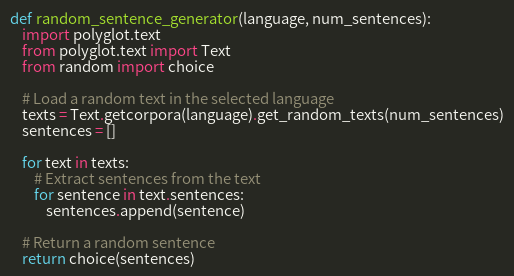 def random_sentence_generator(language, num_sentences):
    import polyglot.text
    from polyglot.text import Text
    from random import choice

    # Load a random text in the selected language
    texts = Text.getcorpora(language).get_random_texts(num_sentences)
    sentences = []

    for text in texts:
        # Extract sentences from the text
        for sentence in text.sentences:
            sentences.append(sentence)

    # Return a random sentence
    return choice(sentences)